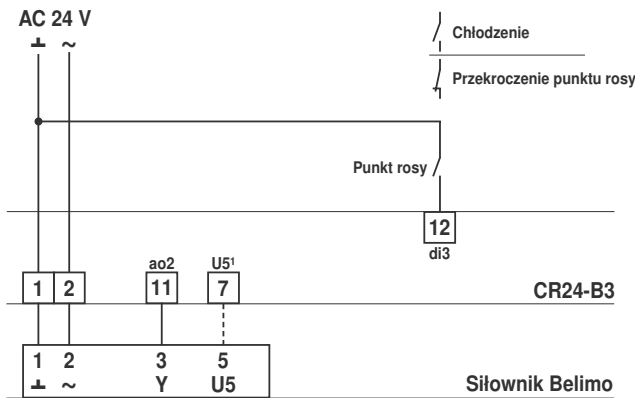 AC 24 V
⊥ ~
Chłodzenie
Przekroczenie punktu rosy
Punkt rosy
12
di3
ao2 U5¹
1 2 11 7
CR24-B3
1 2 3 5
⊥ ~ Y U5
Siłownik Belimo